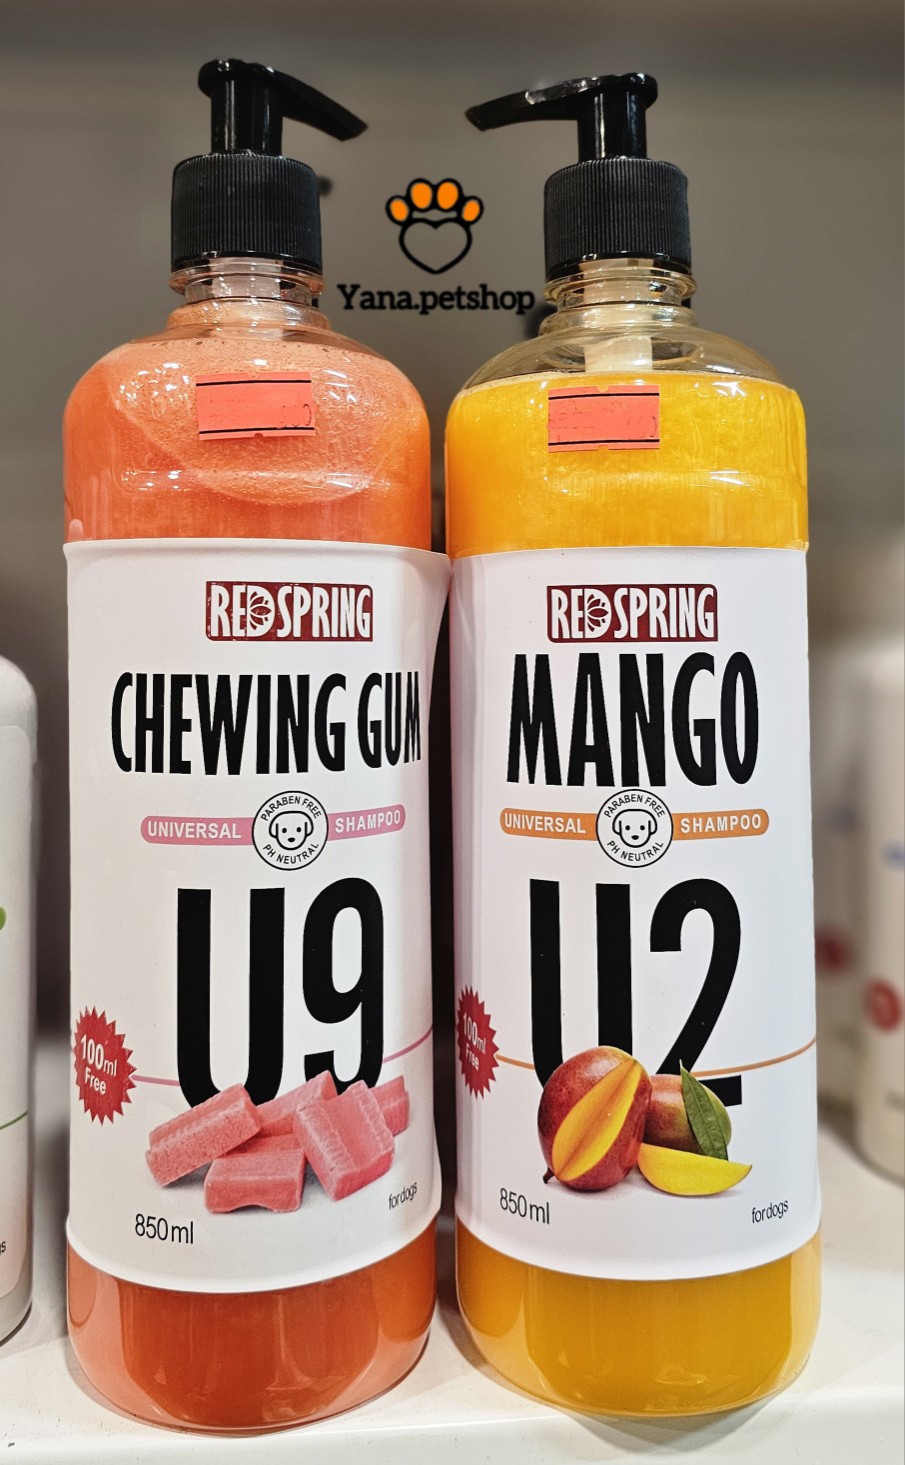 Yana.petshop
REDSPRING
CHEWING GUM
UNIVERSAL
PARABEN FREE
PH NEUTRAL
SHAMPOO
U9
100ml
Free
850ml
for dogs
REDSPRING
MANGO
UNIVERSAL
PARABEN FREE
PH NEUTRAL
SHAMPOO
U2
100ml
Free
850ml
for dogs